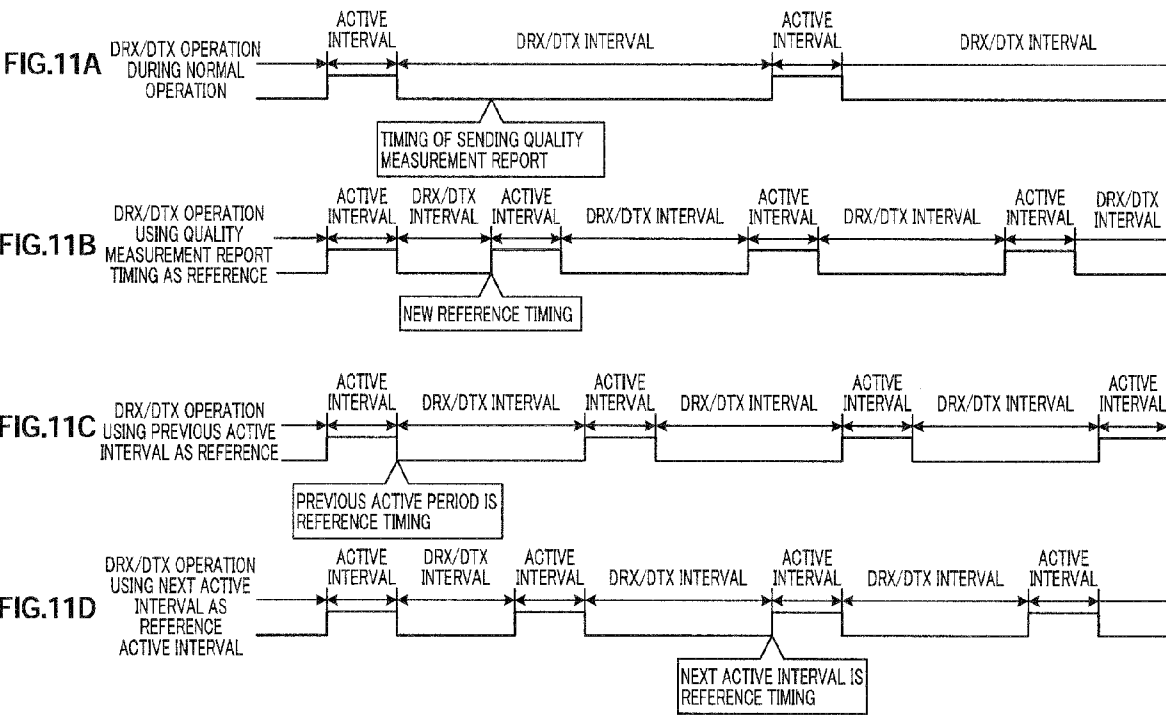 FIG.11A
DRX/DTX OPERATION
DURING NORMAL
OPERATION
ACTIVE
INTERVAL
DRX/DTX INTERVAL
ACTIVE
INTERVAL
DRX/DTX INTERVAL
TIMING OF SENDING QUALITY
MEASUREMENT REPORT
FIG.11B
DRX/DTX OPERATION
USING QUALITY
MEASUREMENT REPORT
TIMING AS REFERENCE
ACTIVE
INTERVAL
DRX/DTX
INTERVAL
ACTIVE
INTERVAL
DRX/DTX INTERVAL
ACTIVE
INTERVAL
DRX/DTX INTERVAL
ACTIVE
INTERVAL
DRX/DTX
INTERVAL
NEW REFERENCE TIMING
FIG.11C
DRX/DTX OPERATION
USING PREVIOUS ACTIVE
INTERVAL AS REFERENCE
ACTIVE
INTERVAL
DRX/DTX INTERVAL
ACTIVE
INTERVAL
DRX/DTX INTERVAL
ACTIVE
INTERVAL
DRX/DTX INTERVAL
ACTIVE
INTERVAL
PREVIOUS ACTIVE PERIOD IS
REFERENCE TIMING
FIG.11D
DRX/DTX OPERATION
USING NEXT ACTIVE
INTERVAL AS
REFERENCE
ACTIVE INTERVAL
ACTIVE
INTERVAL
DRX/DTX
INTERVAL
ACTIVE
INTERVAL
DRX/DTX INTERVAL
ACTIVE
INTERVAL
DRX/DTX INTERVAL
ACTIVE
INTERVAL
NEXT ACTIVE INTERVAL IS
REFERENCE TIMING